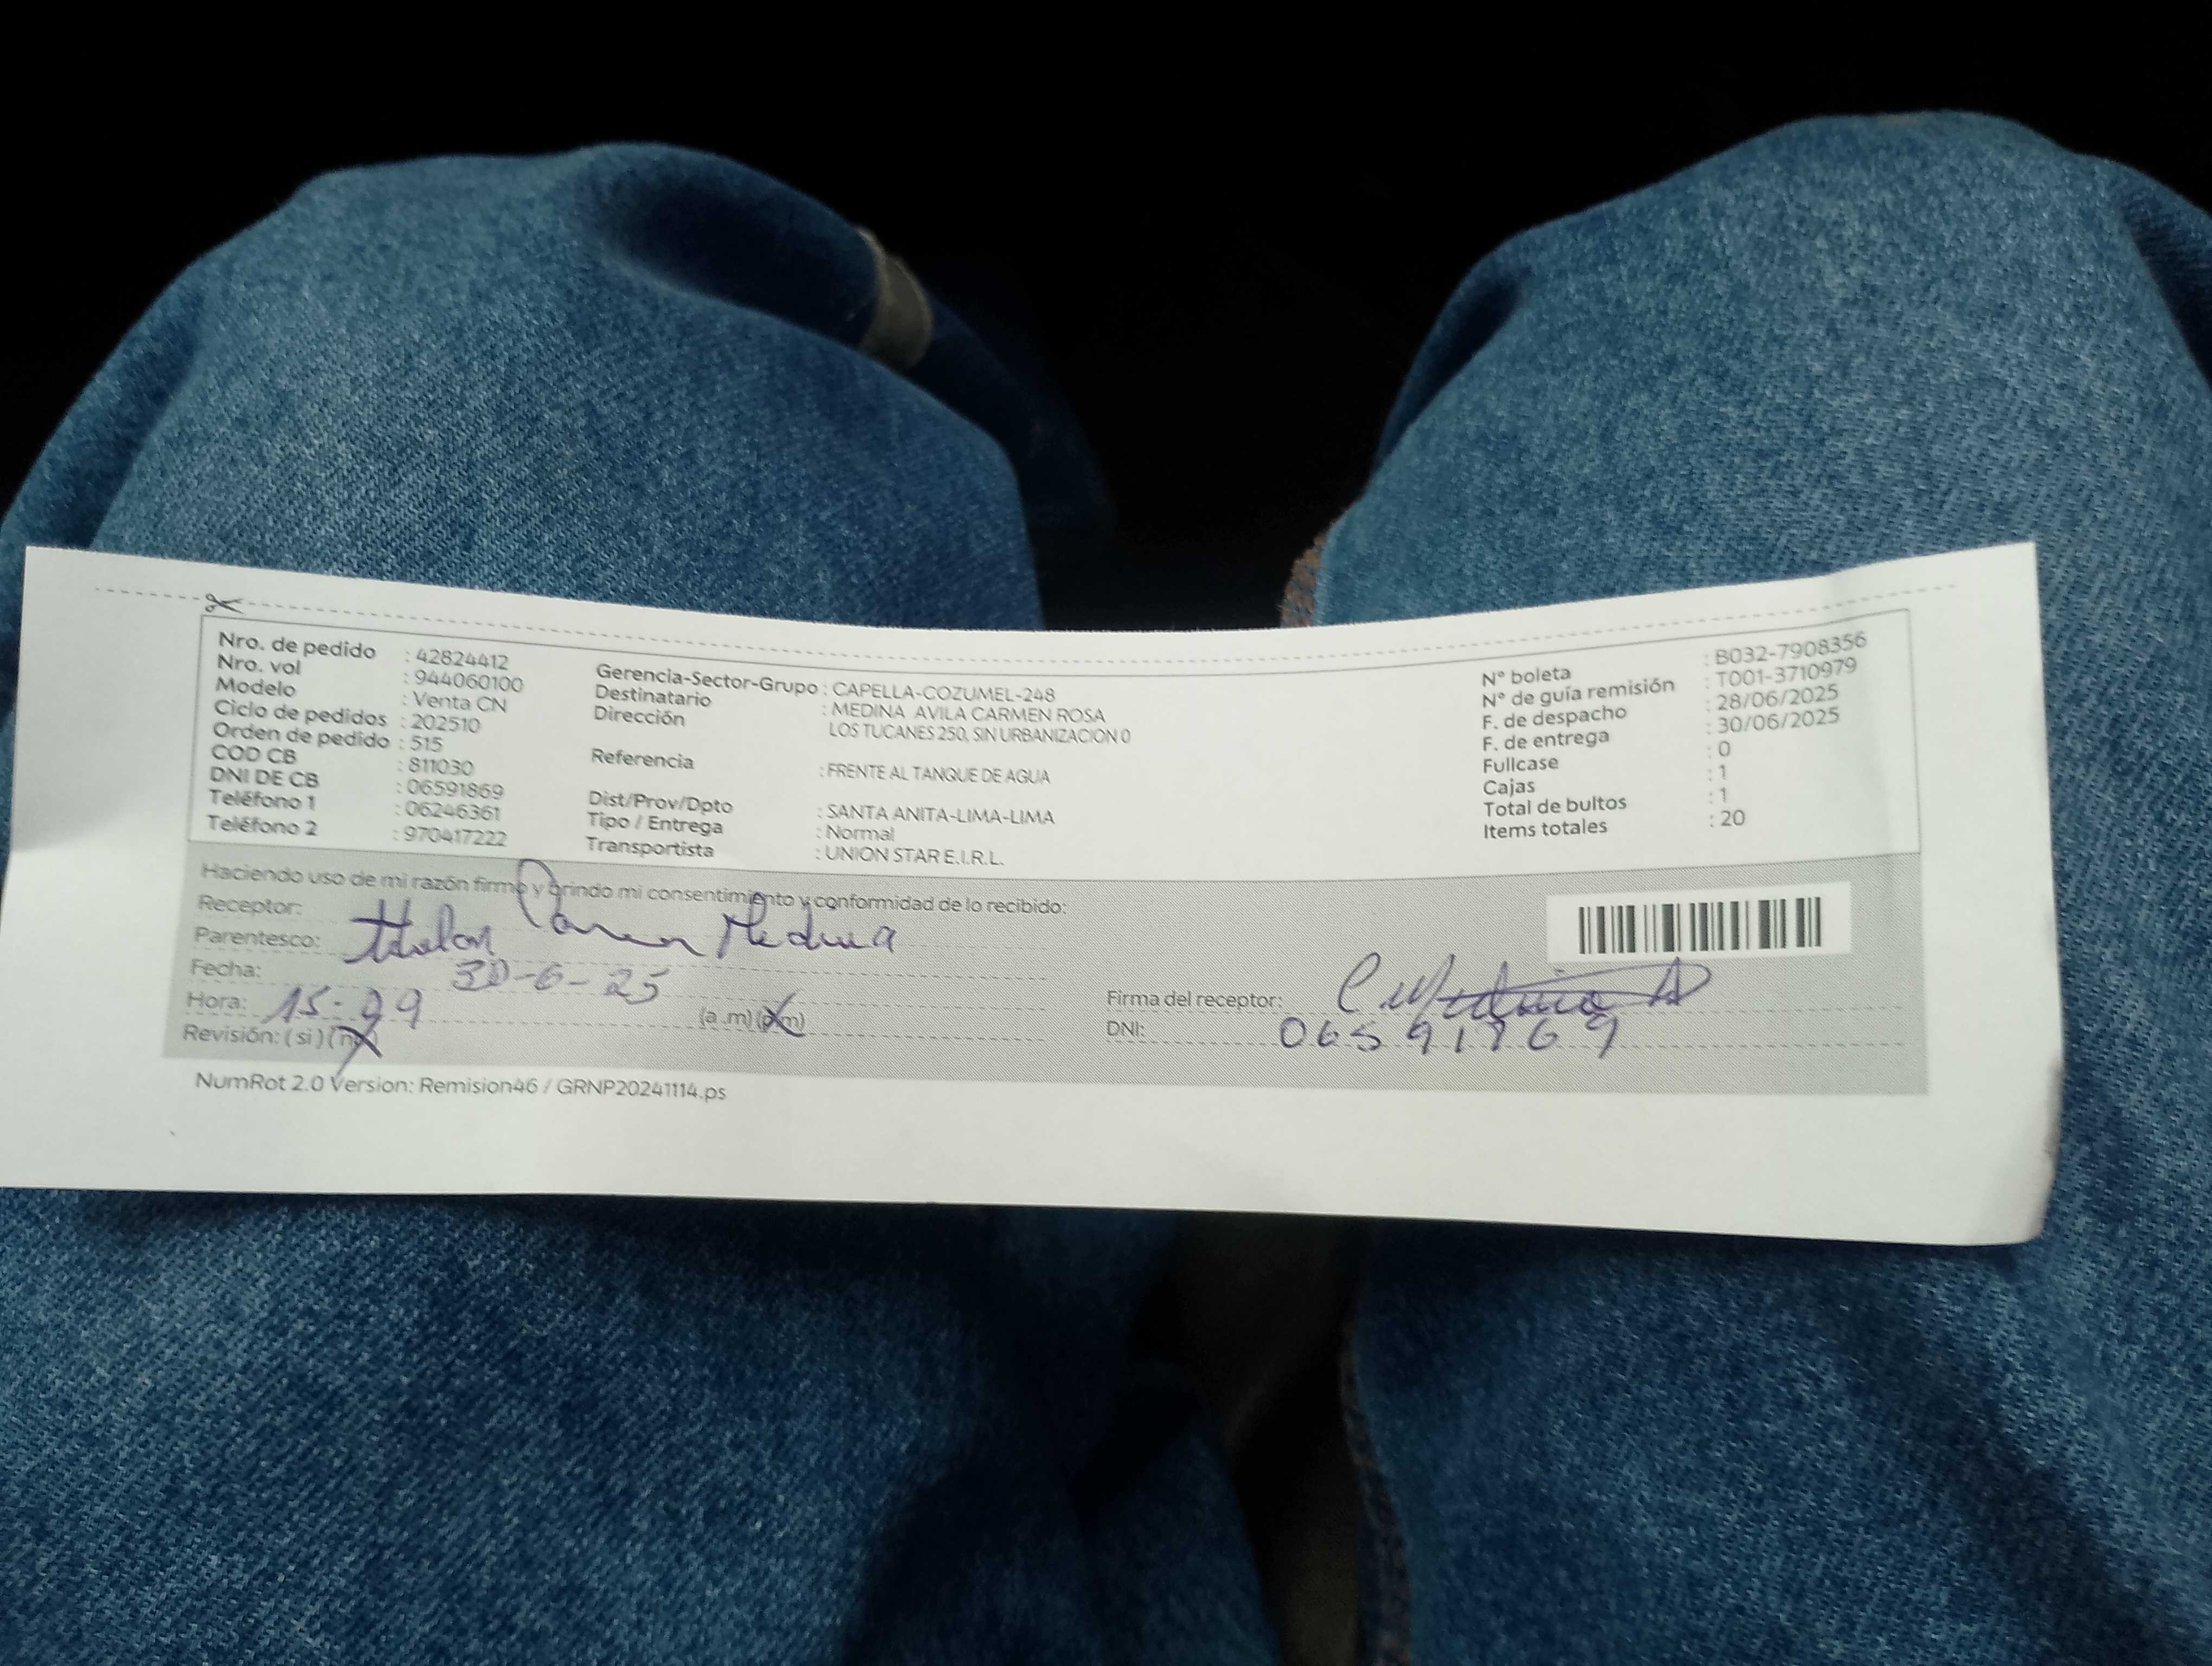 Nro. de pedido : 42824412
Nro. vol : 944060100
Modelo : Venta CN
Ciclo de pedidos : 202510
Orden de pedido : 515
COD CB : 811030
DNI DE CB : 06591869
Teléfono 1 : 06246361
Teléfono 2 : 970417222
Gerencia-Sector-Grupo : CAPELLA-COZUMEL-248
Destinatario : MEDINA AVILA CARMEN ROSA
Dirección LOS TUCANES 250, SIN URBANIZACION 0
Referencia : FRENTE AL TANQUE DE AGUA
Dist/Prov/Dpto : SANTA ANITA-LIMA-LIMA
Tipo / Entrega : Normal
Transportista : UNION STAR E.I.R.L.
N° boleta : B032-7908356
N° de guía remisión : T001-3710979
F. de despacho : 28/06/2025
F. de entrega : 30/06/2025
Fullcase : 0
Cajas : 1
Total de bultos : 1
Items totales : 20
Haciendo uso de mi razón firmo y brindo mi consentimiento y conformidad de lo recibido:
Receptor: Carmen Medina
Parentesco: Titular
Fecha: 30-6-25
Hora: 15: (a .m) (p.m)
Revisión: ( si ) ( no )
Firma del receptor:
DNI:
NumRot 2.0 Version: Remision46 / GRNP20241114.ps